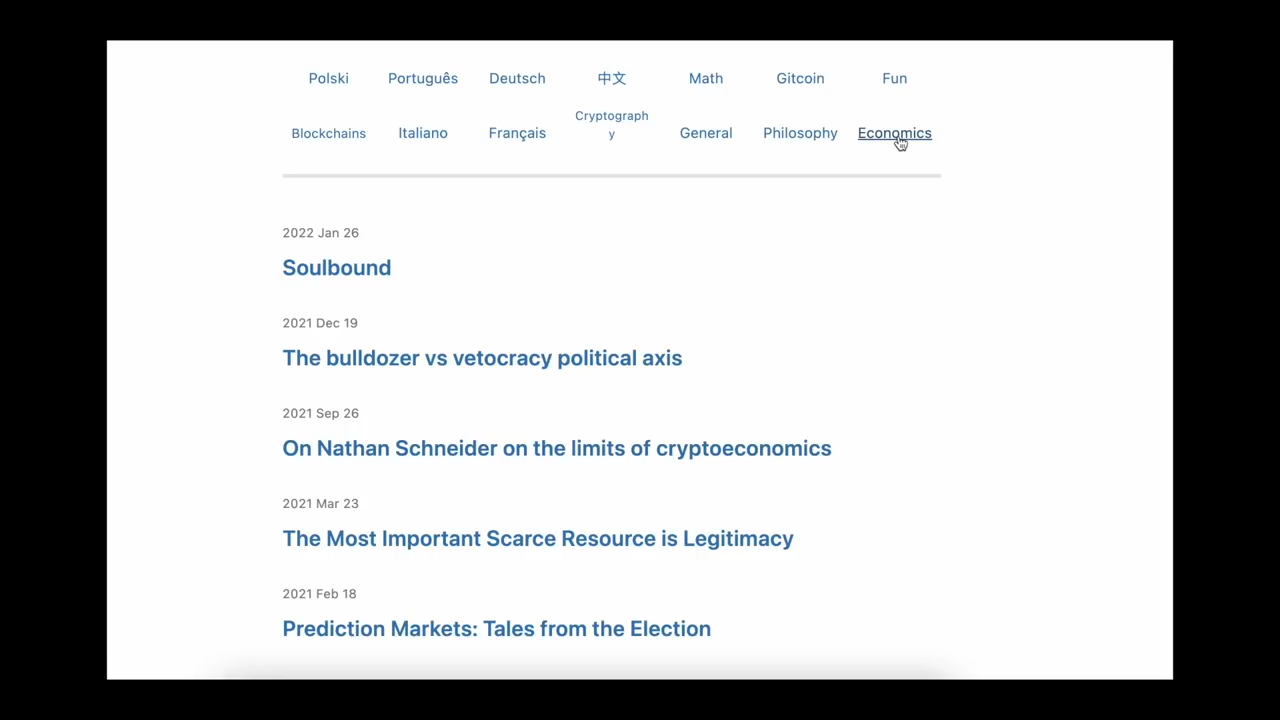 Polski Português Deutsch 中文 Math Gitcoin Fun
Blockchains Italiano Français Cryptograph
y General Philosophy Economics
2022 Jan 26
Soulbound
2021 Dec 19
The bulldozer vs vetocracy political axis
2021 Sep 26
On Nathan Schneider on the limits of cryptoeconomics
2021 Mar 23
The Most Important Scarce Resource is Legitimacy
2021 Feb 18
Prediction Markets: Tales from the Election